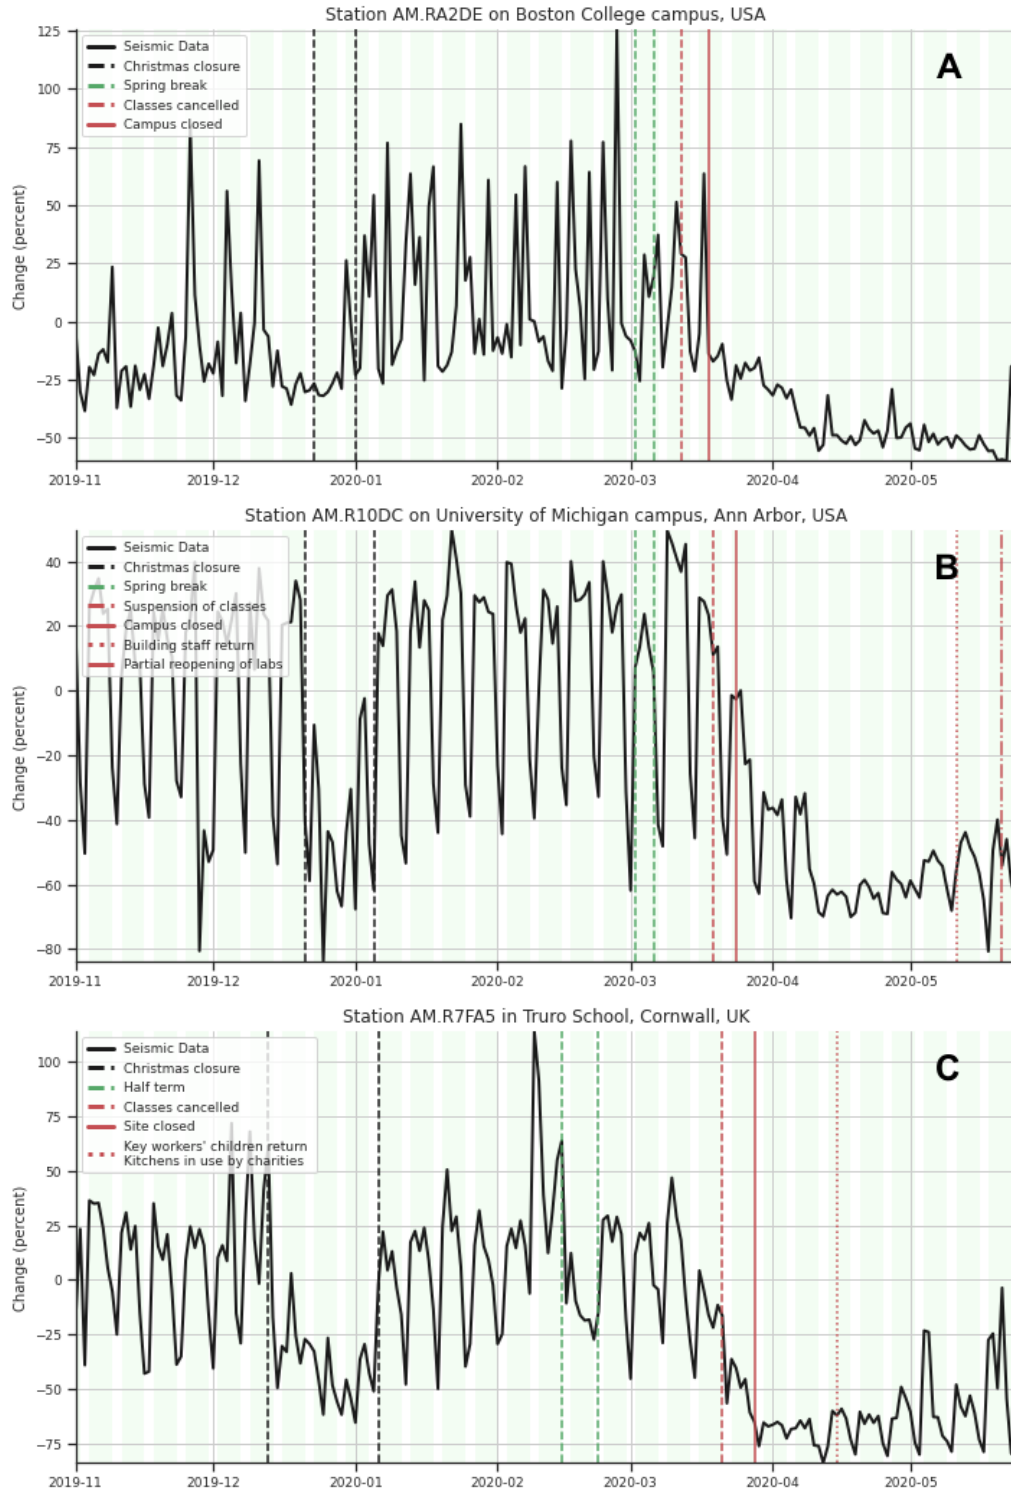 Station AM.RA2DE on Boston College campus, USA
125
100
75
50
25
0
−25
−50
Change (percent)
Seismic Data
Christmas closure
Spring break
Classes cancelled
Campus closed
A
2019-11 2019-12 2020-01 2020-02 2020-03 2020-04 2020-05
Station AM.R10DC on University of Michigan campus, Ann Arbor, USA
40
20
0
−20
−40
−60
−80
Change (percent)
Seismic Data
Christmas closure
Spring break
Suspension of classes
Campus closed
Building staff return
Partial reopening of labs
B
2019-11 2019-12 2020-01 2020-02 2020-03 2020-04 2020-05
Station AM.R7FA5 in Truro School, Cornwall, UK
100
75
50
25
0
−25
−50
−75
Change (percent)
Seismic Data
Christmas closure
Half term
Classes cancelled
Site closed
Key workers' children return
Kitchens in use by charities
C
2019-11 2019-12 2020-01 2020-02 2020-03 2020-04 2020-05